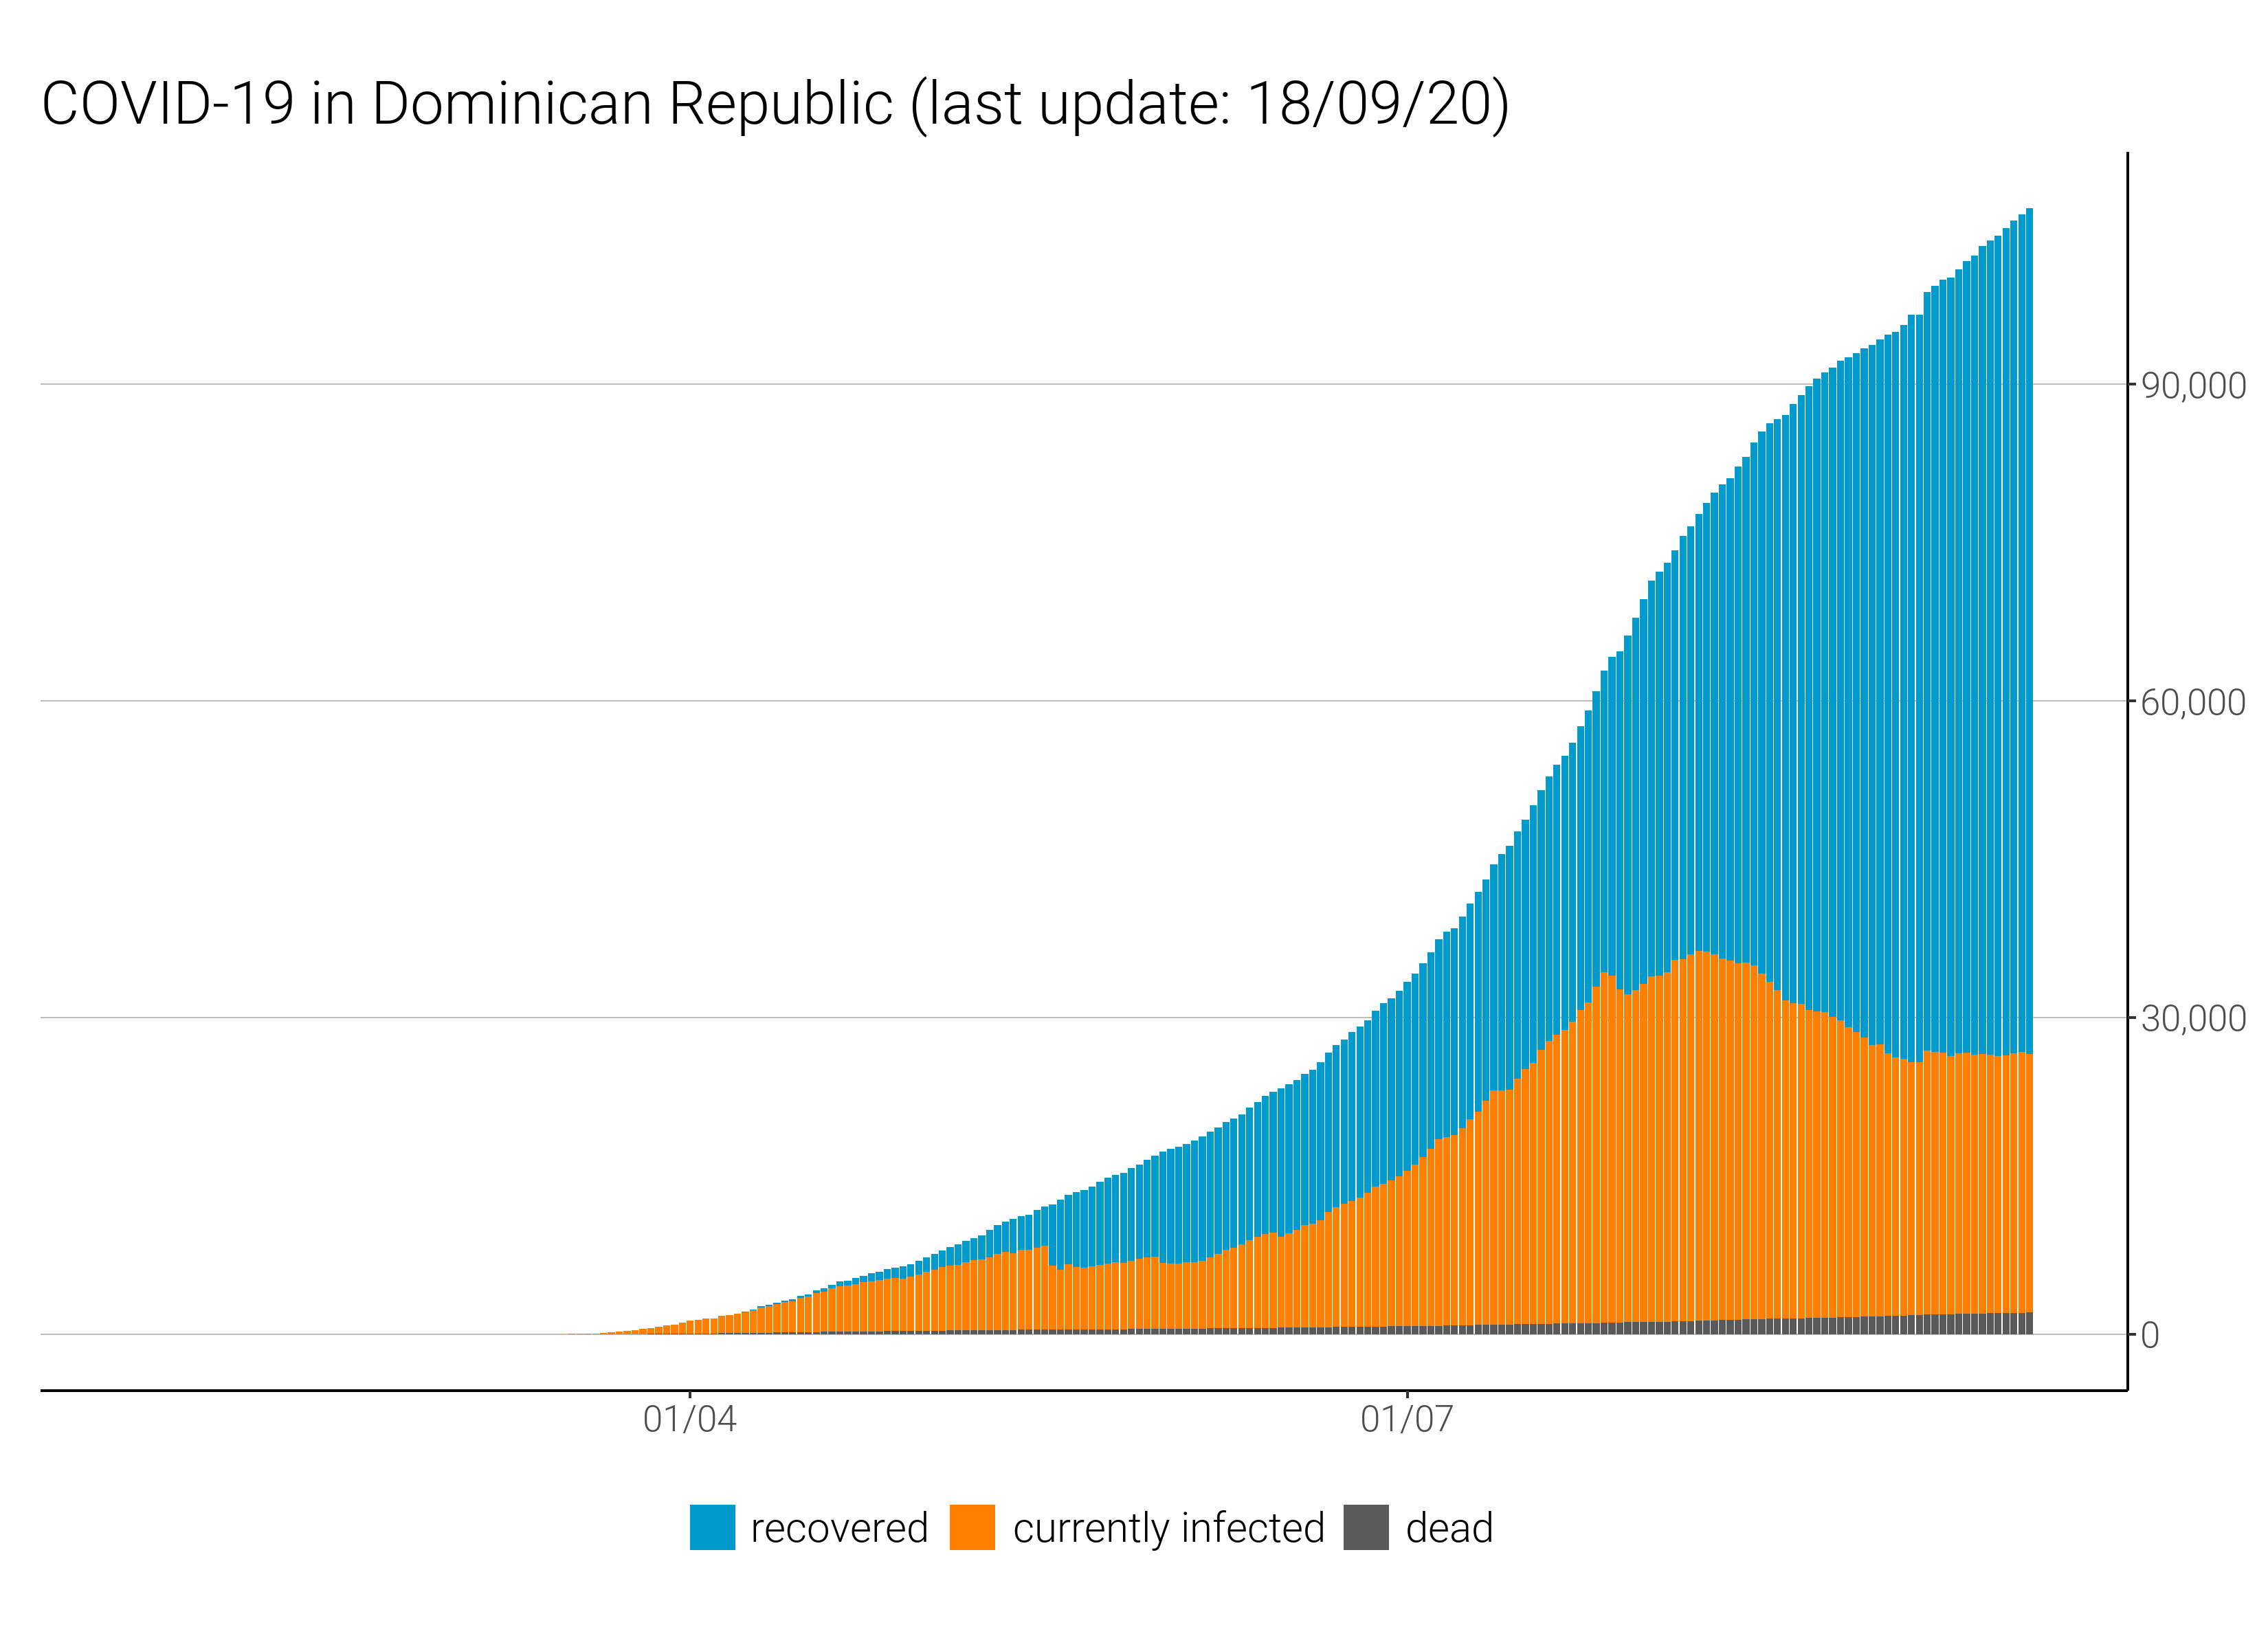 COVID-19 in Dominican Republic (last update: 18/09/20)
90,000
60,000
30,000
0
01/04 01/07
recovered currently infected dead